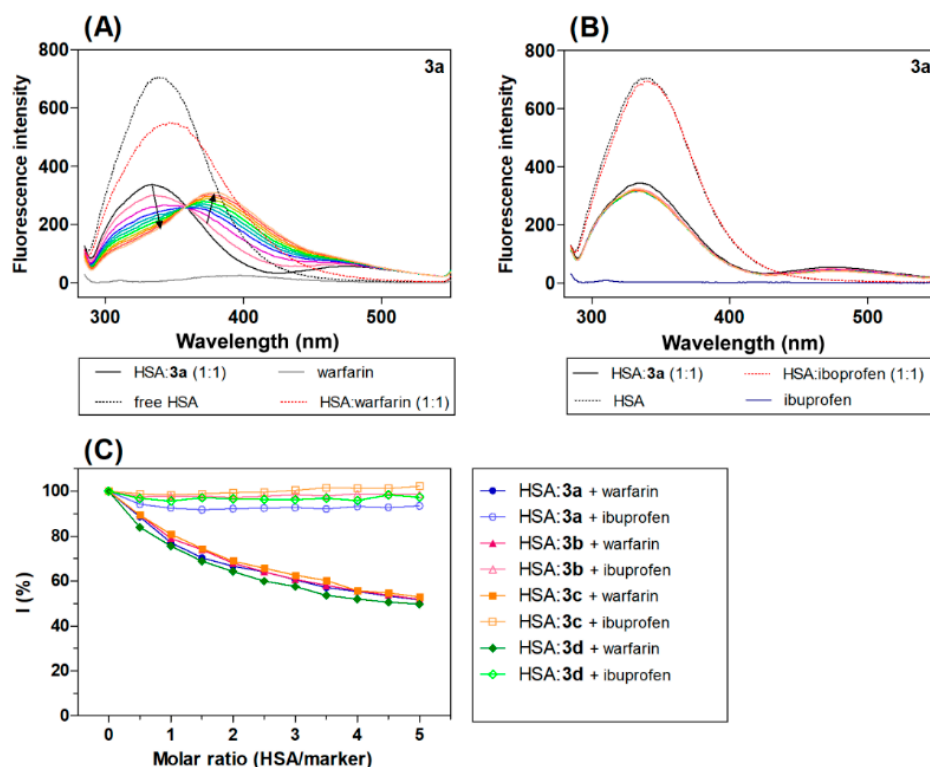 (A)
800
600
400
200
0
Fluorescence intensity
3a
300
400
500
Wavelength (nm)
HSA:3a (1:1)
warfarin
free HSA
HSA:warfarin (1:1)
(B)
800
600
400
200
0
Fluorescence intensity
3a
300
400
500
Wavelength (nm)
HSA:3a (1:1)
HSA:iboprofen (1:1)
HSA
ibuprofen
(C)
100
80
60
40
20
0
I (%)
0
1
2
3
4
5
Molar ratio (HSA/marker)
HSA:3a + warfarin
HSA:3a + ibuprofen
HSA:3b + warfarin
HSA:3b + ibuprofen
HSA:3c + warfarin
HSA:3c + ibuprofen
HSA:3d + warfarin
HSA:3d + ibuprofen